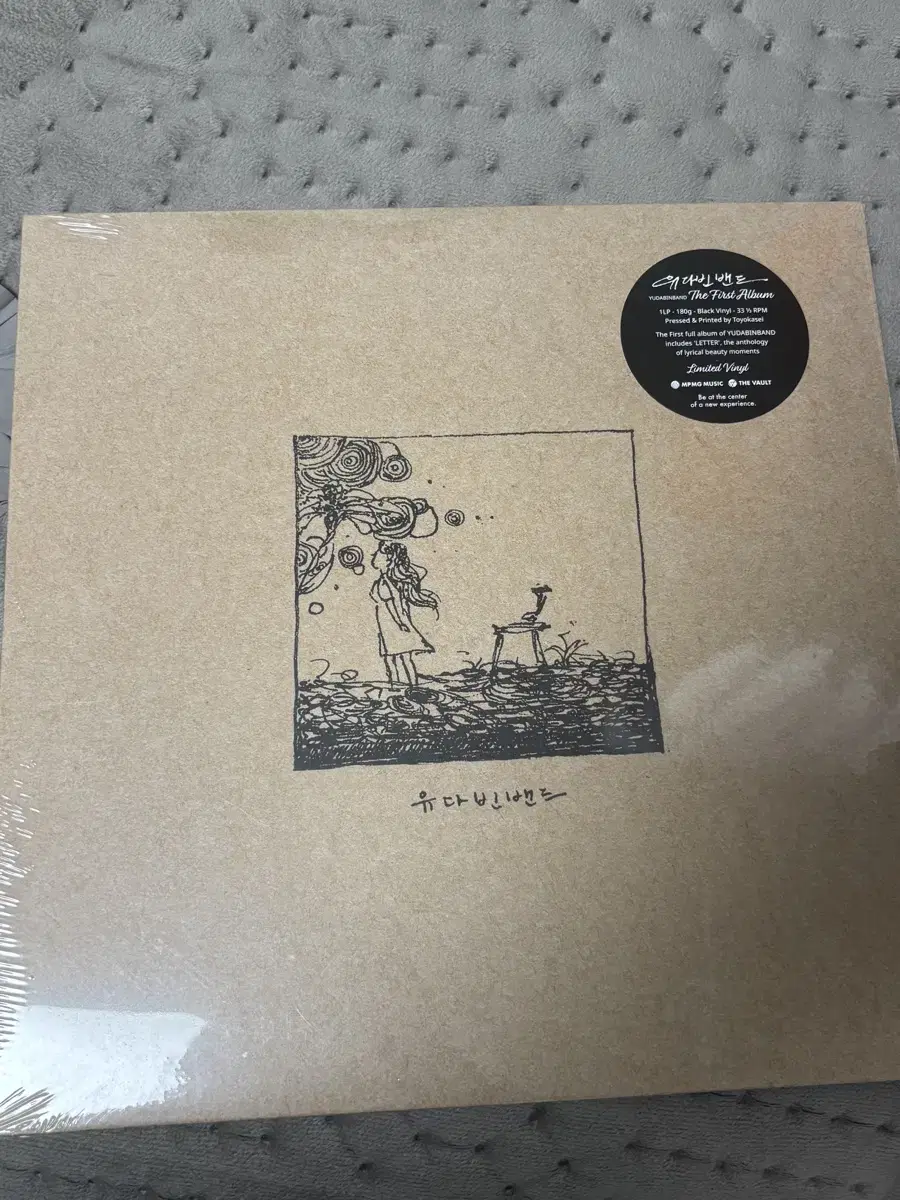 유다빈밴드
YUDABINBAND The First Album
1LP - 180g - Black Vinyl - 33 ⅓ RPM
Pressed & Printed by Toyokasei
The First full album of YUDABINBAND
includes 'LETTER', the anthology
of lyrical beauty moments
Limited Vinyl
MPMG MUSIC THE VAULT
Be at the center
of a new experience.
유다빈밴드